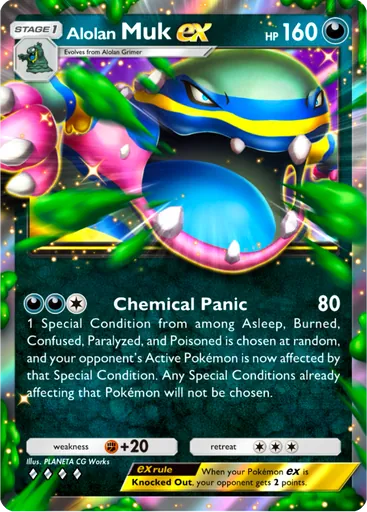 STAGE 1
Alolan Muk ex HP 160
Evolves from Alolan Grimer
Chemical Panic 80
1 Special Condition from among Asleep, Burned,
Confused, Paralyzed, and Poisoned is chosen at random,
and your opponent's Active Pokémon is now affected by
that Special Condition. Any Special Conditions already
affecting that Pokémon will not be chosen.
weakness +20 retreat
Illus. PLANETA CG Works
ex rule When your Pokémon ex is
Knocked Out, your opponent gets 2 points.